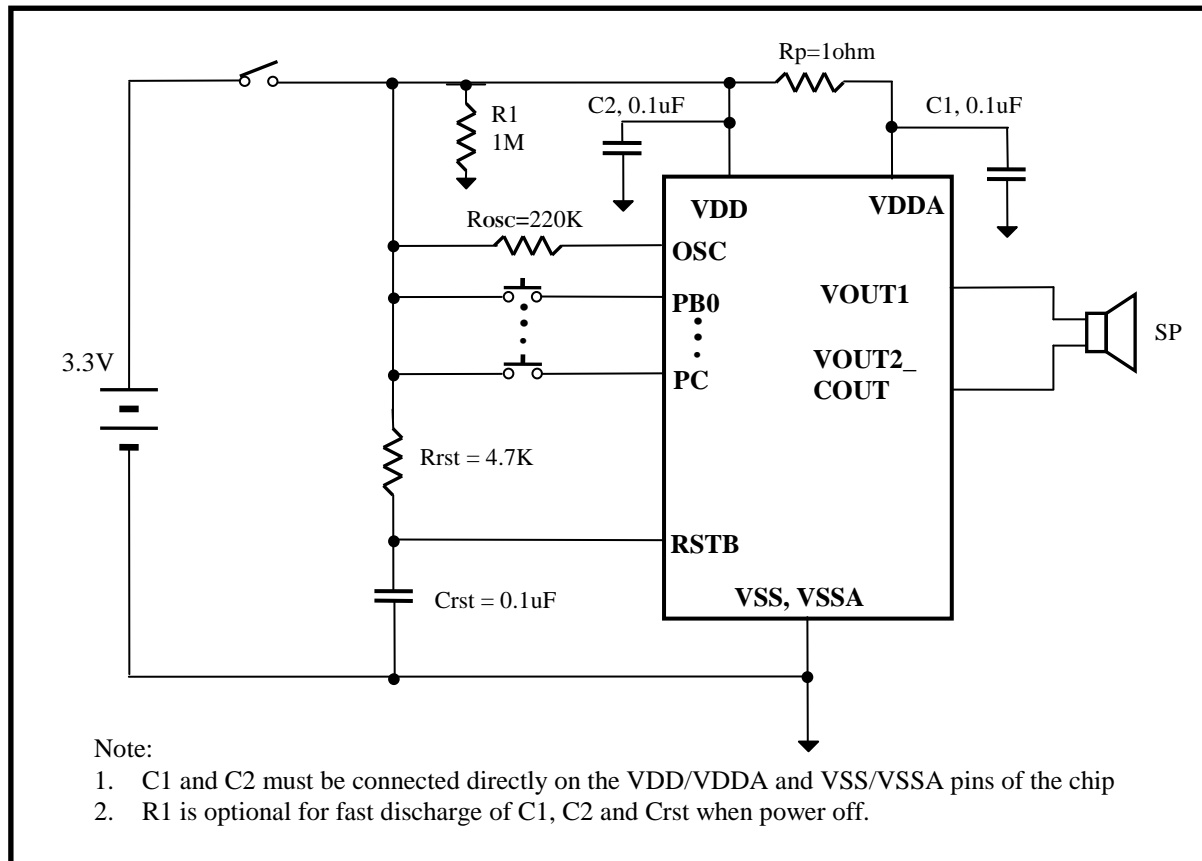 Rp=1ohm
C2, 0.1uF
C1, 0.1uF
R1
1M
VDD
VDDA
Rosc=220K
OSC
PB0
VOUT1
SP
3.3V
VOUT2_
COUT
PC
Rrst = 4.7K
RSTB
Crst = 0.1uF
VSS, VSSA
Note:
1. C1 and C2 must be connected directly on the VDD/VDDA and VSS/VSSA pins of the chip
2. R1 is optional for fast discharge of C1, C2 and Crst when power off.